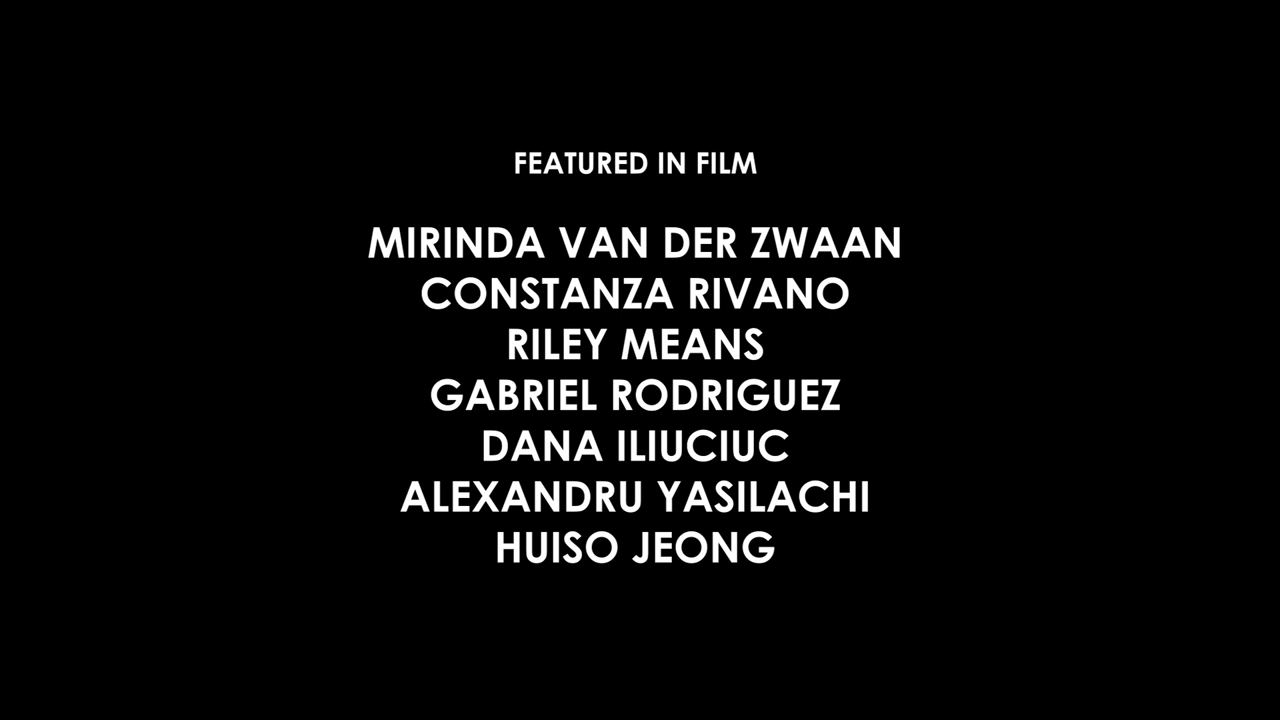 FEATURED IN FILM
MIRINDA VAN DER ZWAAN
CONSTANZA RIVANO
RILEY MEANS
GABRIEL RODRIGUEZ
DANA ILIUCIUC
ALEXANDRU YASILACHI
HUISO JEONG